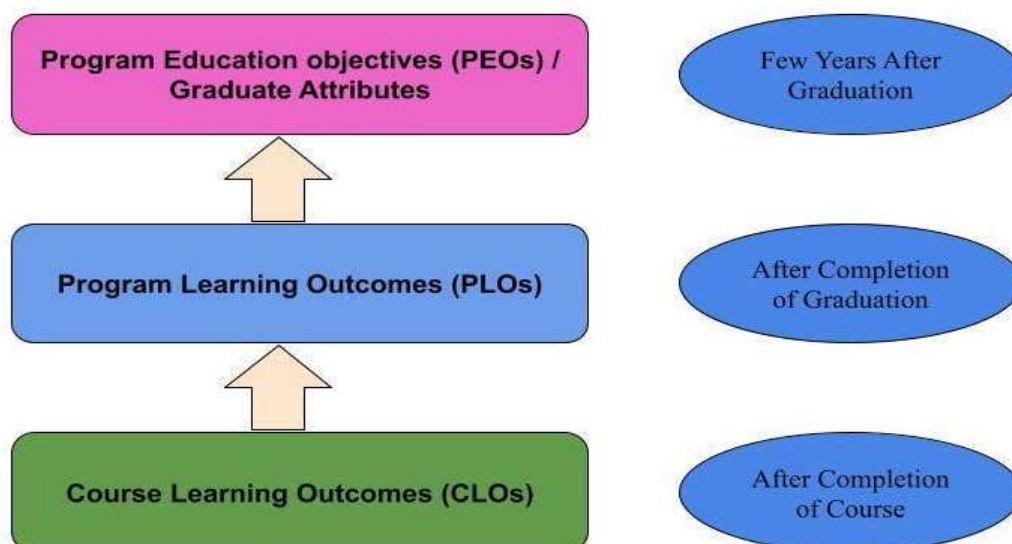 Program Education objectives (PEOs) /
Graduate Attributes
Few Years After
Graduation
Program Learning Outcomes (PLOs)
After Completion
of Graduation
Course Learning Outcomes (CLOs)
After Completion
of Course